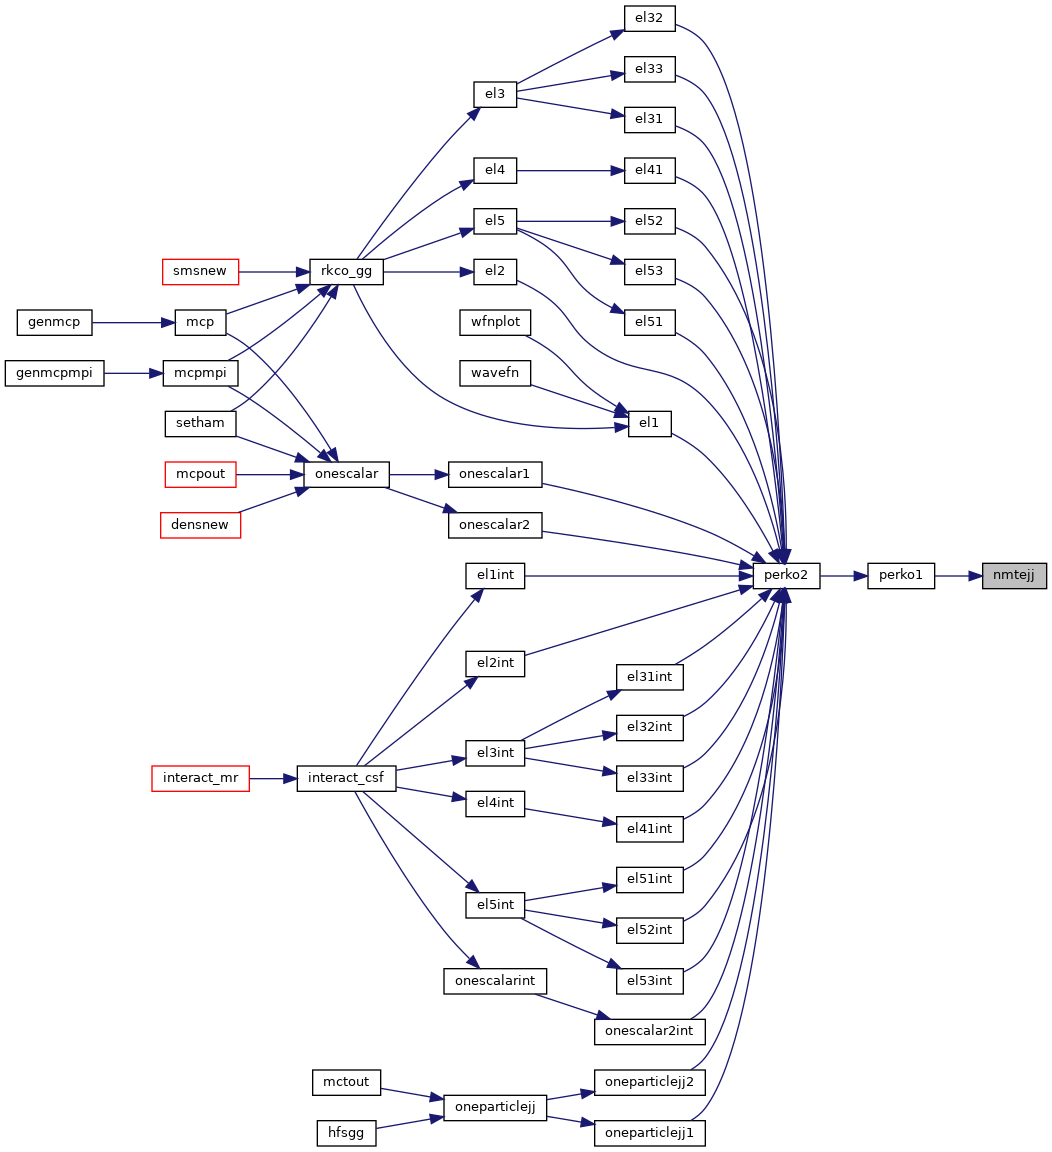 el32
el33
el3
el31
el4
el41
el5
el52
smsnew
rkco_gg
el2
el53
genmcp
mcp
wfnplot
el51
genmcpmpi
mcpmpi
wavefn
setham
el1
mcpout
onescalar
onescalar1
densnew
onescalar2
el1int
perko2
perko1
nmtejj
el2int
el31int
el32int
el3int
interact_mr
interact_csf
el33int
el4int
el41int
el51int
el5int
el52int
onescalarint
el53int
onescalar2int
mctout
oneparticlejj2
oneparticlejj
hfsgg
oneparticlejj1